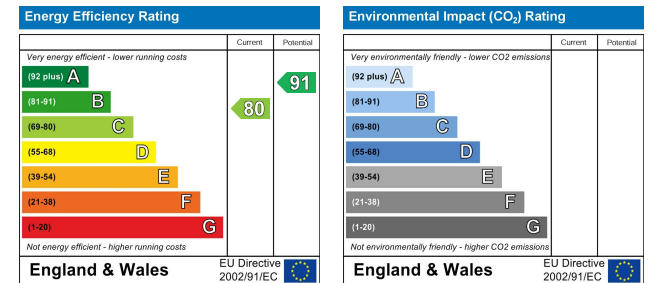 Energy Efficiency Rating
Current Potential
Very energy efficient - lower running costs
(92 plus) A
(81-91) B
(69-80) C
(55-68) D
(39-54) E
(21-38) F
(1-20) G
80
91
Not energy efficient - higher running costs
England & Wales
EU Directive
2002/91/EC
Environmental Impact (CO₂) Rating
Current Potential
Very environmentally friendly - lower CO2 emissions
(92 plus) A
(81-91) B
(69-80) C
(55-68) D
(39-54) E
(21-38) F
(1-20) G
Not environmentally friendly - higher CO2 emissions
England & Wales
EU Directive
2002/91/EC